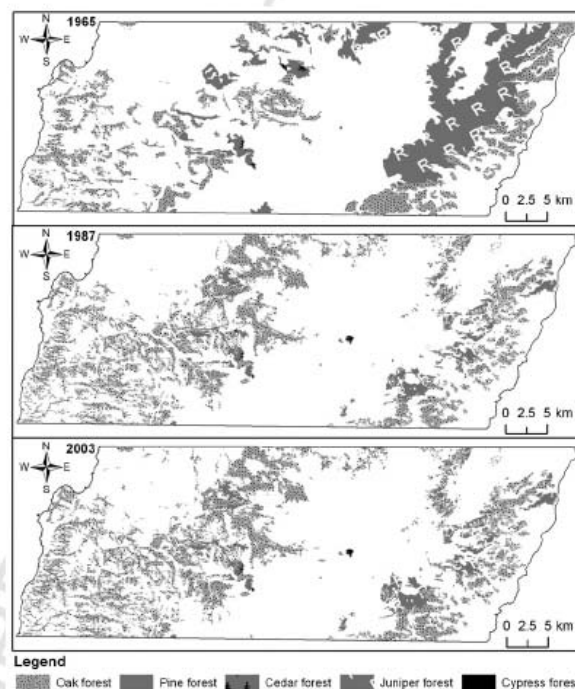 1965
N
W E
S
0 2.5 5 km
1987
N
W E
S
0 2.5 5 km
2003
N
W E
S
0 2.5 5 km
Legend
Oak forest Pine forest Cedar forest Juniper forest Cypress fores